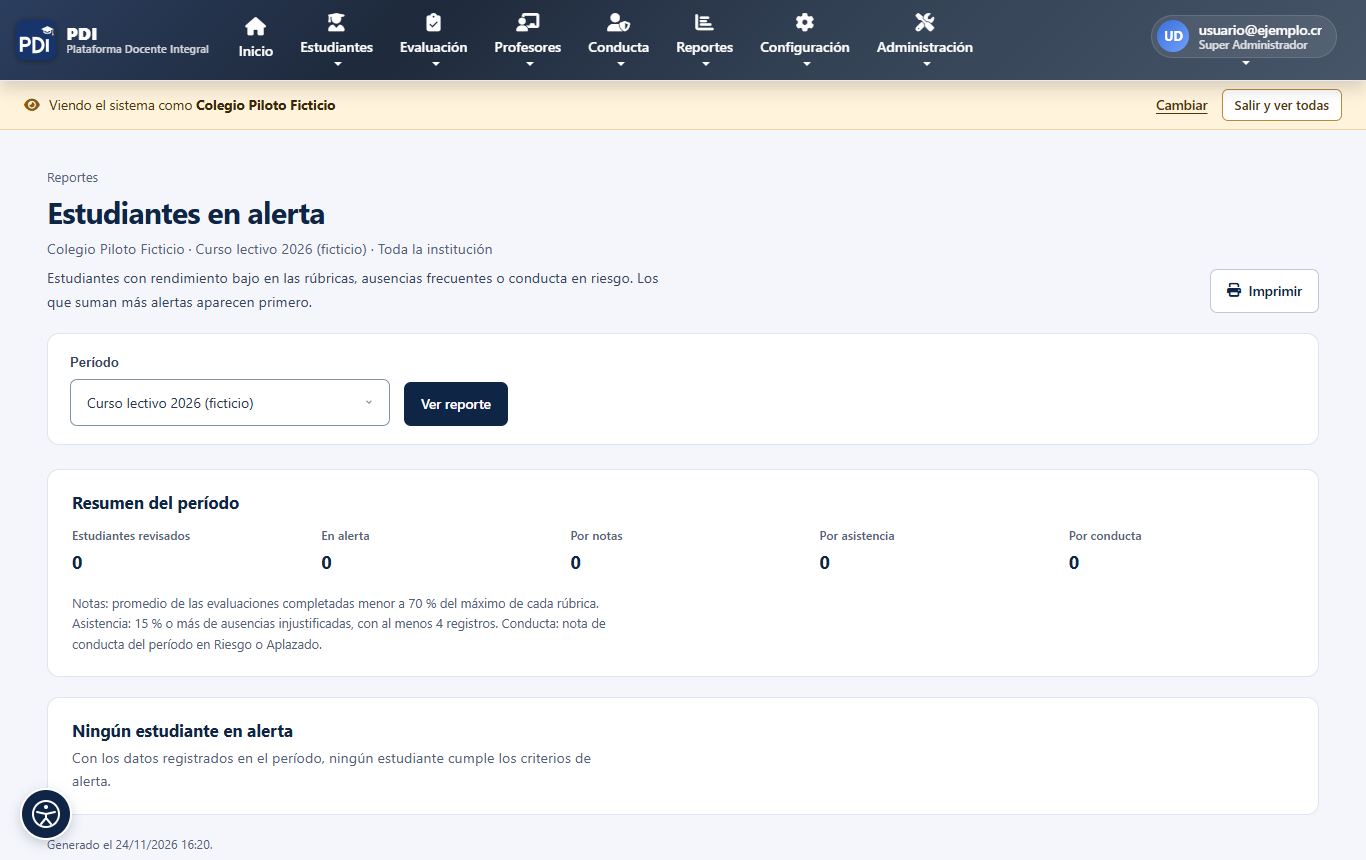 PDI
PDI
Plataforma Docente Integral
Inicio
Estudiantes
Evaluación
Profesores
Conducta
Reportes
Configuración
Administración
UD
usuario@ejemplo.cr
Super Administrador
Viendo el sistema como Colegio Piloto Ficticio
Cambiar
Salir y ver todas
Reportes
Estudiantes en alerta
Colegio Piloto Ficticio · Curso lectivo 2026 (ficticio) · Toda la institución
Estudiantes con rendimiento bajo en las rúbricas, ausencias frecuentes o conducta en riesgo. Los
que suman más alertas aparecen primero.
Imprimir
Período
Curso lectivo 2026 (ficticio)
Ver reporte
Resumen del período
Estudiantes revisados
En alerta
Por notas
Por asistencia
Por conducta
0
0
0
0
0
Notas: promedio de las evaluaciones completadas menor a 70 % del máximo de cada rúbrica.
Asistencia: 15 % o más de ausencias injustificadas, con al menos 4 registros. Conducta: nota de
conducta del período en Riesgo o Aplazado.
Ningún estudiante en alerta
Con los datos registrados en el período, ningún estudiante cumple los criterios de
alerta.
Generado el 24/11/2026 16:20.